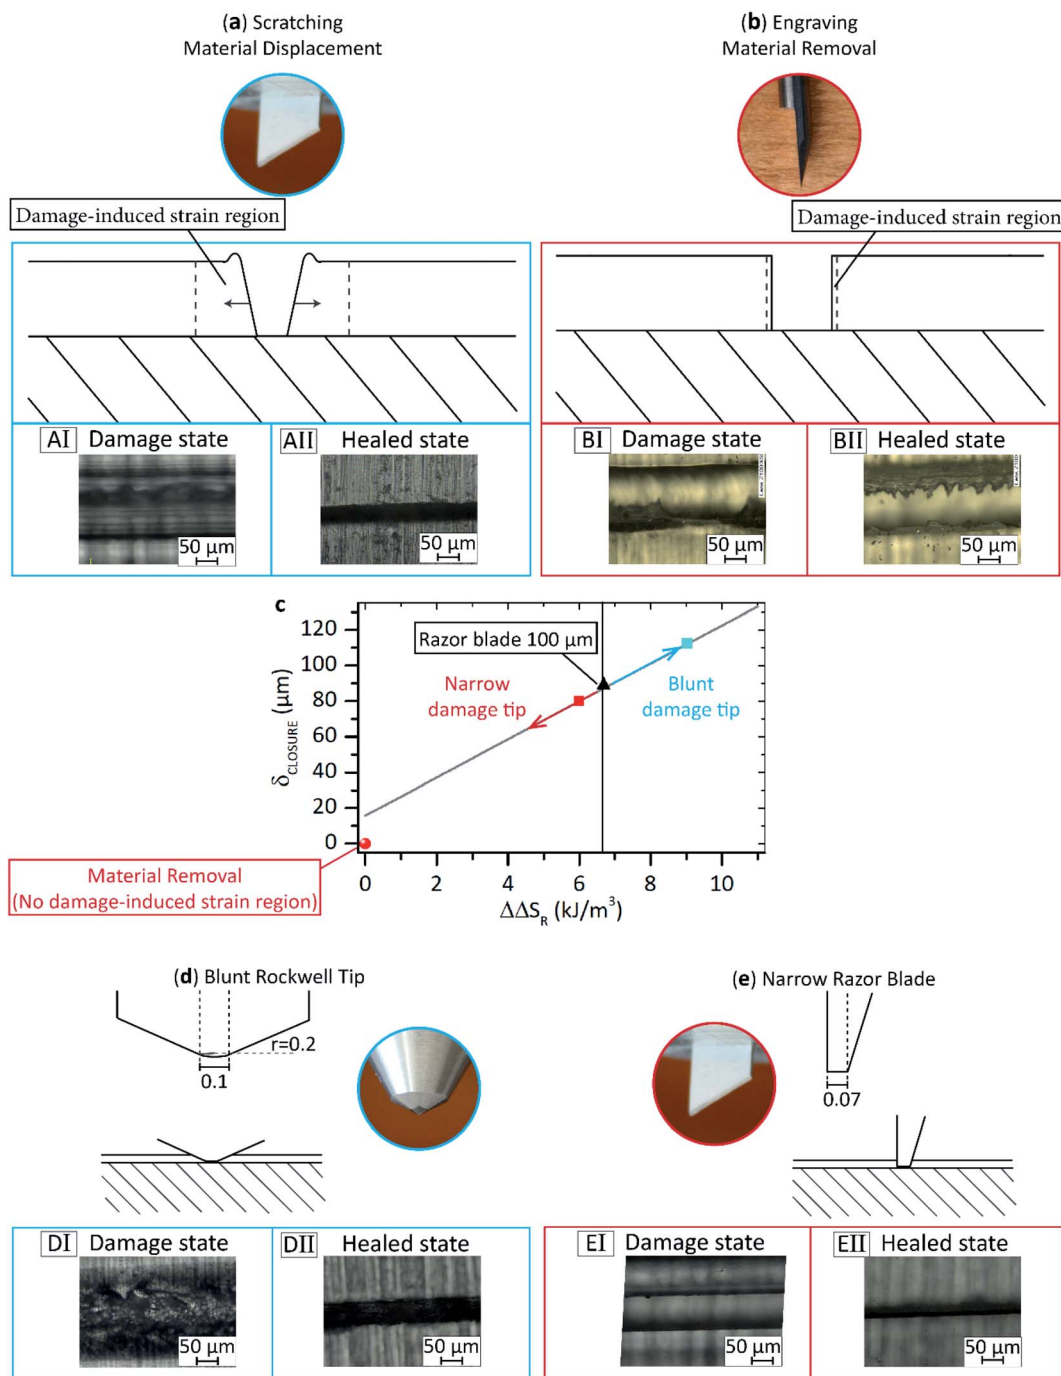 (a) Scratching
Material Displacement
(b) Engraving
Material Removal
Damage-induced strain region
Damage-induced strain region
AI Damage state
AII Healed state
BI Damage state
BII Healed state
50 µm
50 µm
50 µm
50 µm
c
Razor blade 100 µm
Narrow
damage tip
Blunt
damage tip
δCLOSURE (µm)
120
100
80
60
40
20
0
Material Removal
(No damage-induced strain region)
0 2 4 6 8 10
ΔΔSR (kJ/m³)
(d) Blunt Rockwell Tip
r=0.2
0.1
(e) Narrow Razor Blade
0.07
DI Damage state
DII Healed state
EI Damage state
EII Healed state
50 µm
50 µm
50 µm
50 µm